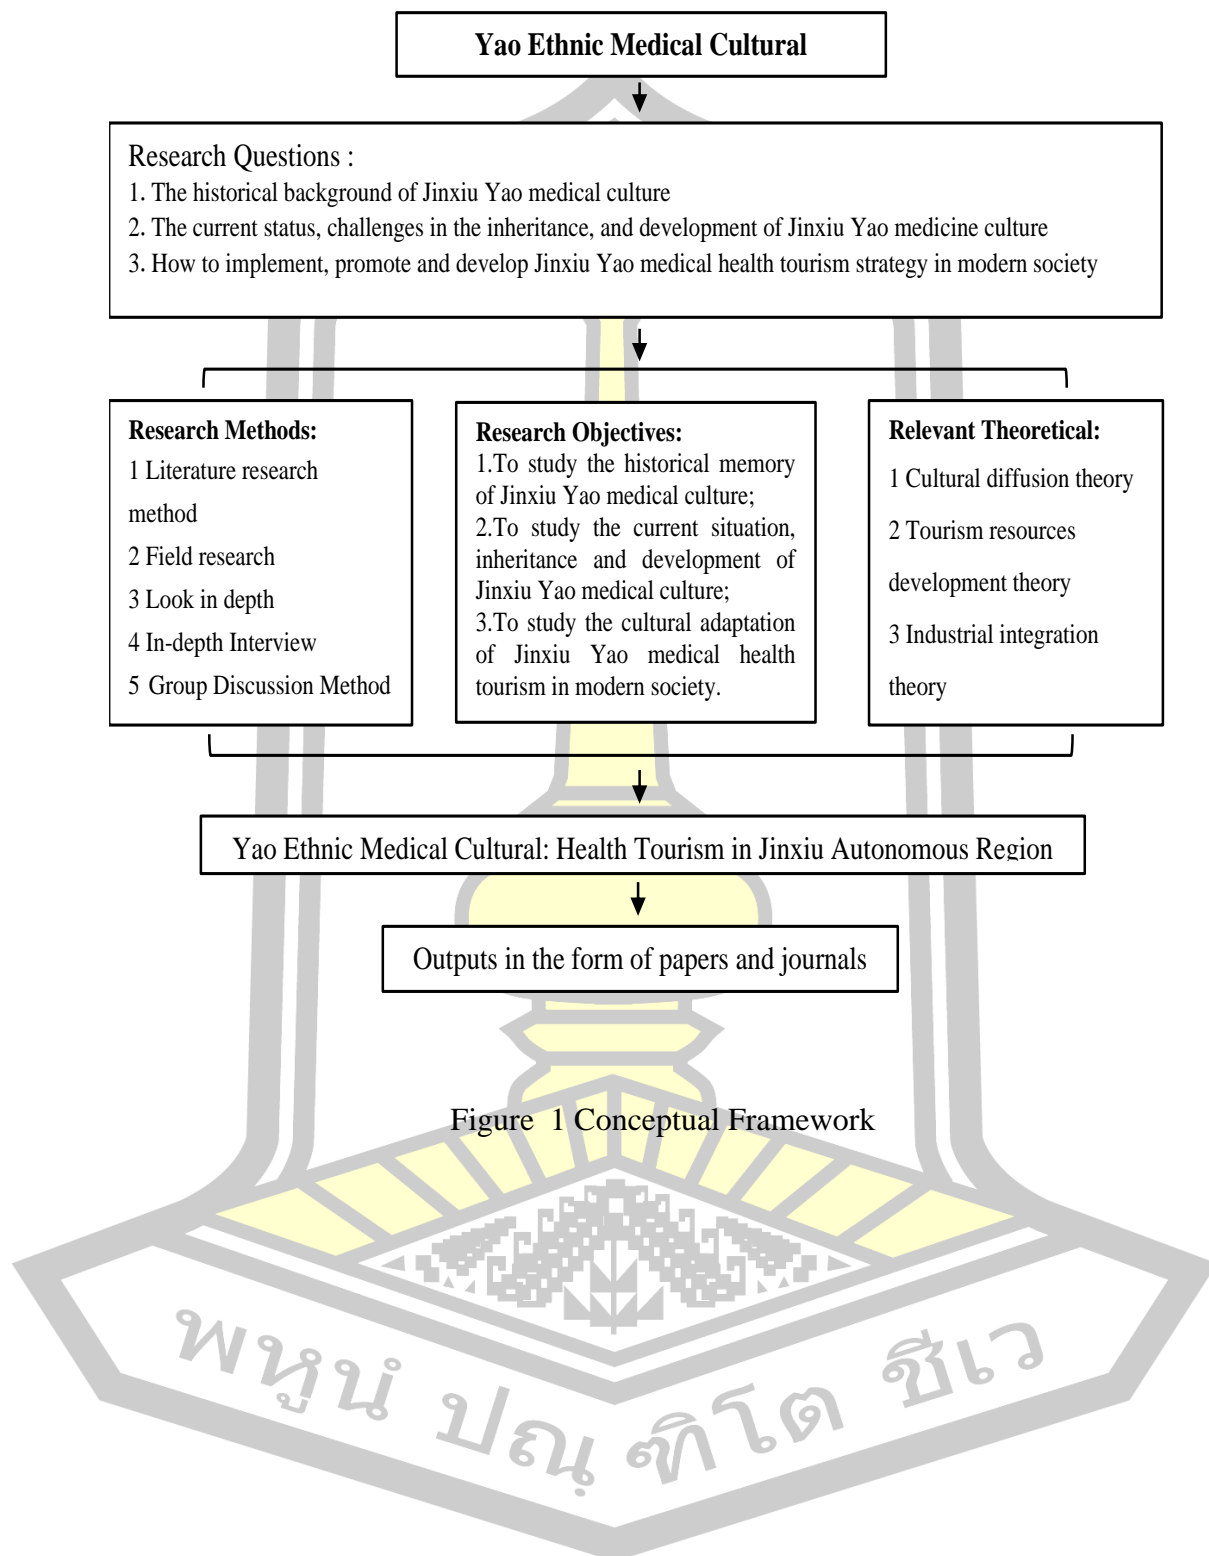 Yao Ethnic Medical Cultural
Research Questions :
1. The historical background of Jinxiu Yao medical culture
2. The current status, challenges in the inheritance, and development of Jinxiu Yao medicine culture
3. How to implement, promote and develop Jinxiu Yao medical health tourism strategy in modern society
Research Methods:
1 Literature research
method
2 Field research
3 Look in depth
4 In-depth Interview
5 Group Discussion Method
Research Objectives:
1.To study the historical memory
of Jinxiu Yao medical culture;
2.To study the current situation,
inheritance and development of
Jinxiu Yao medical culture;
3.To study the cultural adaptation
of Jinxiu Yao medical health
tourism in modern society.
Relevant Theoretical:
1 Cultural diffusion theory
2 Tourism resources
development theory
3 Industrial integration
theory
Yao Ethnic Medical Cultural: Health Tourism in Jinxiu Autonomous Region
Outputs in the form of papers and journals
Figure 1 Conceptual Framework
พหูนํ ปณฺฑิโต ชีเว